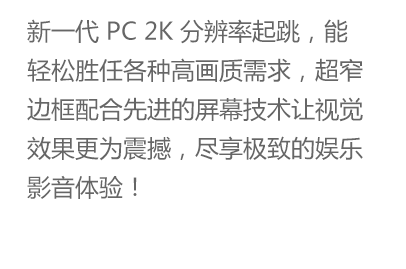 新一代 PC 2K 分辨率起跳，能
轻松胜任各种高画质需求，超窄
边框配合先进的屏幕技术让视觉
效果更为震撼，尽享极致的娱乐
影音体验！